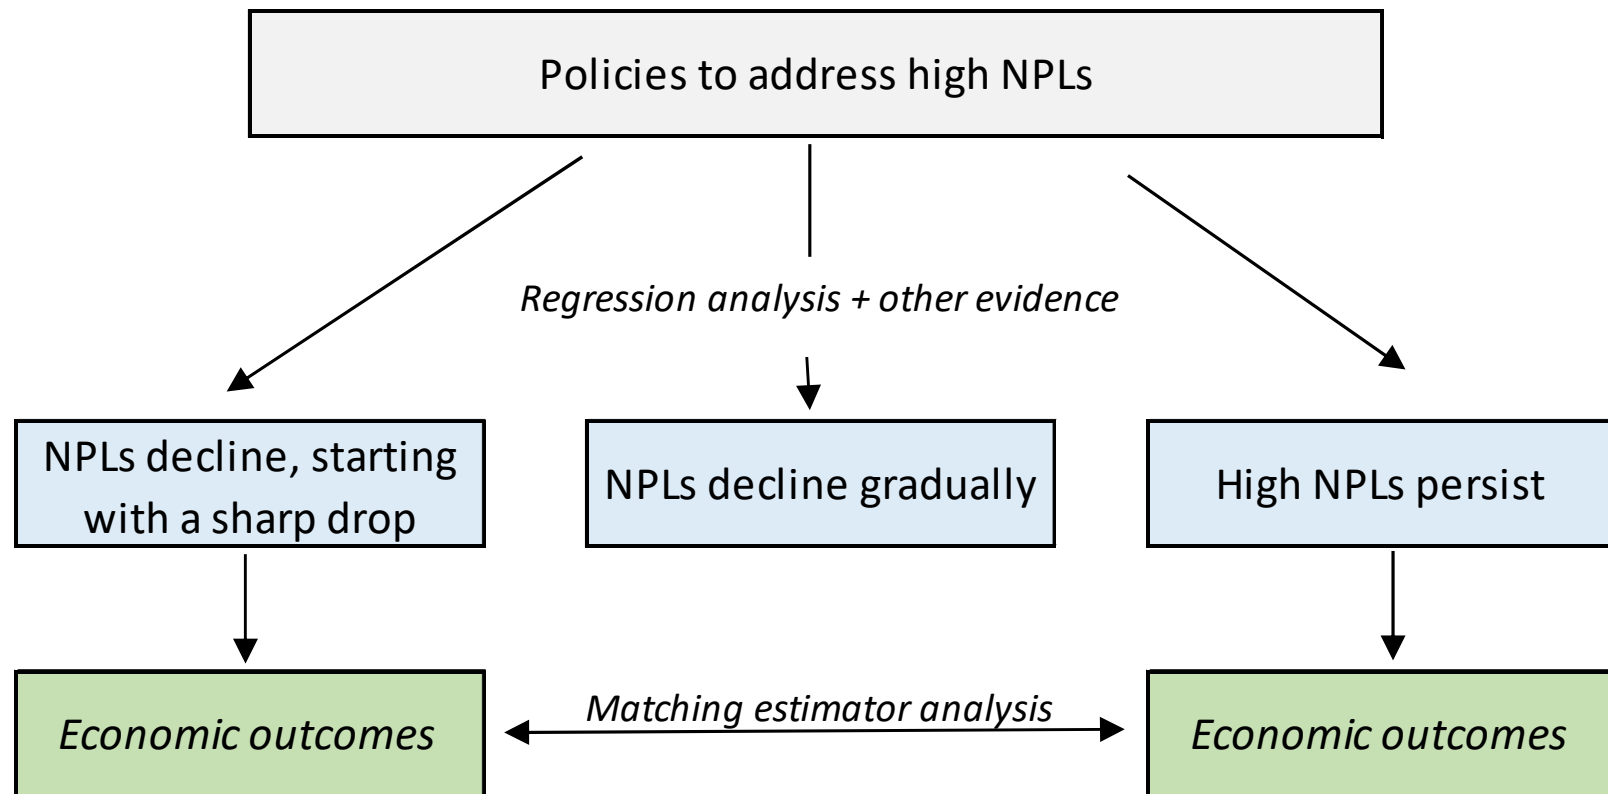 Policies to address high NPLs
Regression analysis + other evidence
NPLs decline, starting
with a sharp drop
NPLs decline gradually
High NPLs persist
Economic outcomes
Matching estimator analysis
Economic outcomes